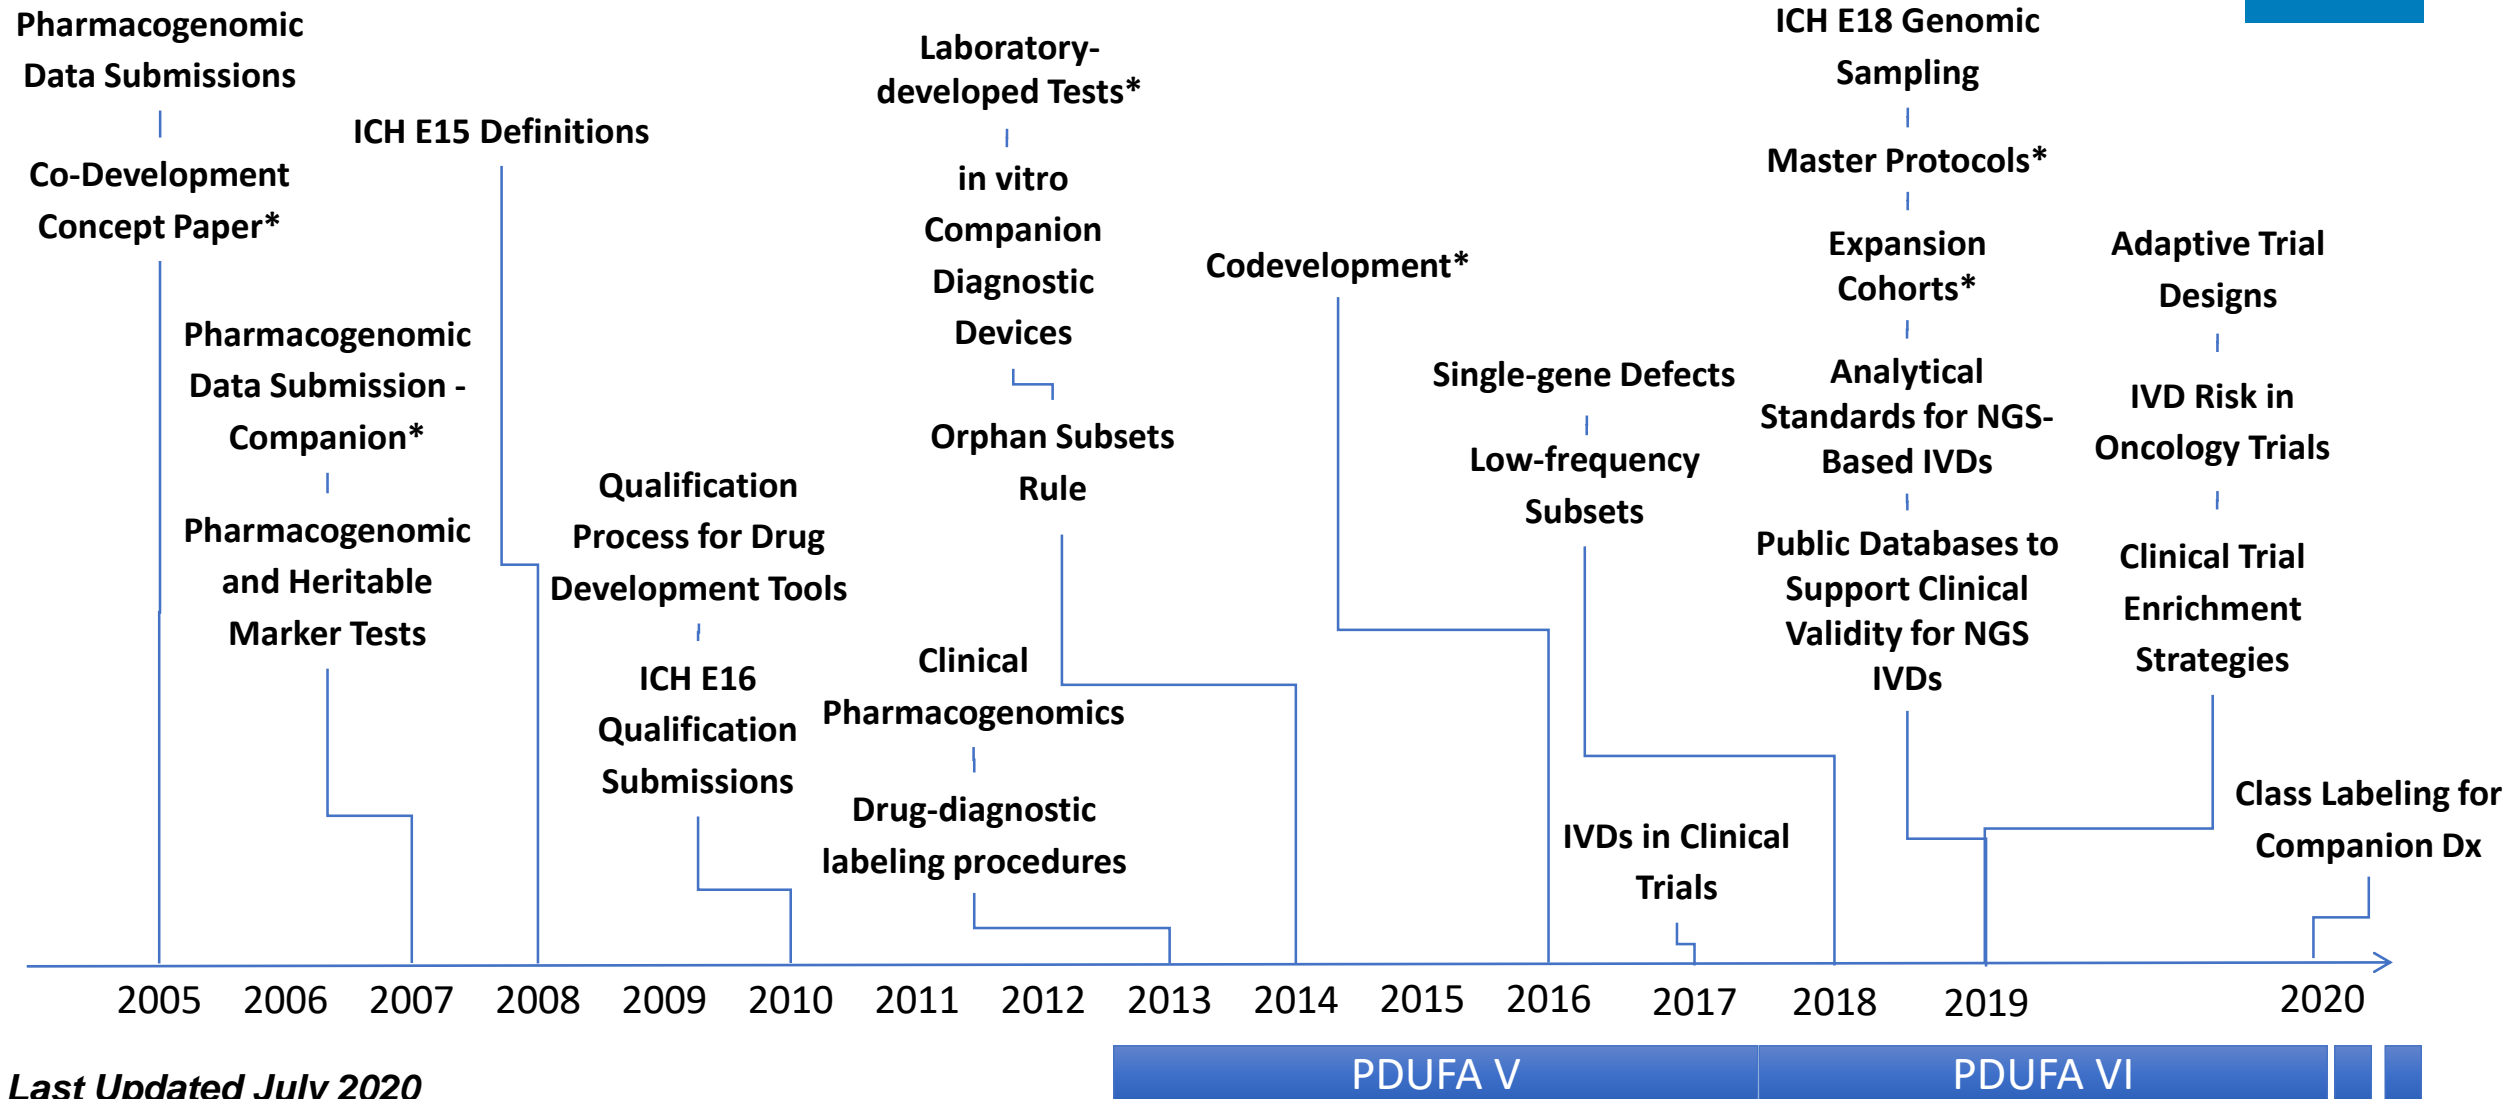 Pharmacogenomic
Data Submissions
Co-Development
Concept Paper*
Pharmacogenomic
Data Submission -
Companion*
Pharmacogenomic
and Heritable
Marker Tests
ICH E15 Definitions
Qualification
Process for Drug
Development Tools
ICH E16
Qualification
Submissions
Laboratory-
developed Tests*
in vitro
Companion
Diagnostic
Devices
Orphan Subsets
Rule
Clinical
Pharmacogenomics
Drug-diagnostic
labeling procedures
Codevelopment*
Single-gene Defects
Low-frequency
Subsets
IVDs in Clinical
Trials
ICH E18 Genomic
Sampling
Master Protocols*
Expansion
Cohorts*
Analytical
Standards for NGS-
Based IVDs
Public Databases to
Support Clinical
Validity for NGS
IVDs
Adaptive Trial
Designs
IVD Risk in
Oncology Trials
Clinical Trial
Enrichment
Strategies
Class Labeling for
Companion Dx
2005 2006 2007 2008 2009 2010 2011 2012 2013 2014 2015 2016 2017 2018 2019 2020
PDUFA V PDUFA VI
Last Updated July 2020